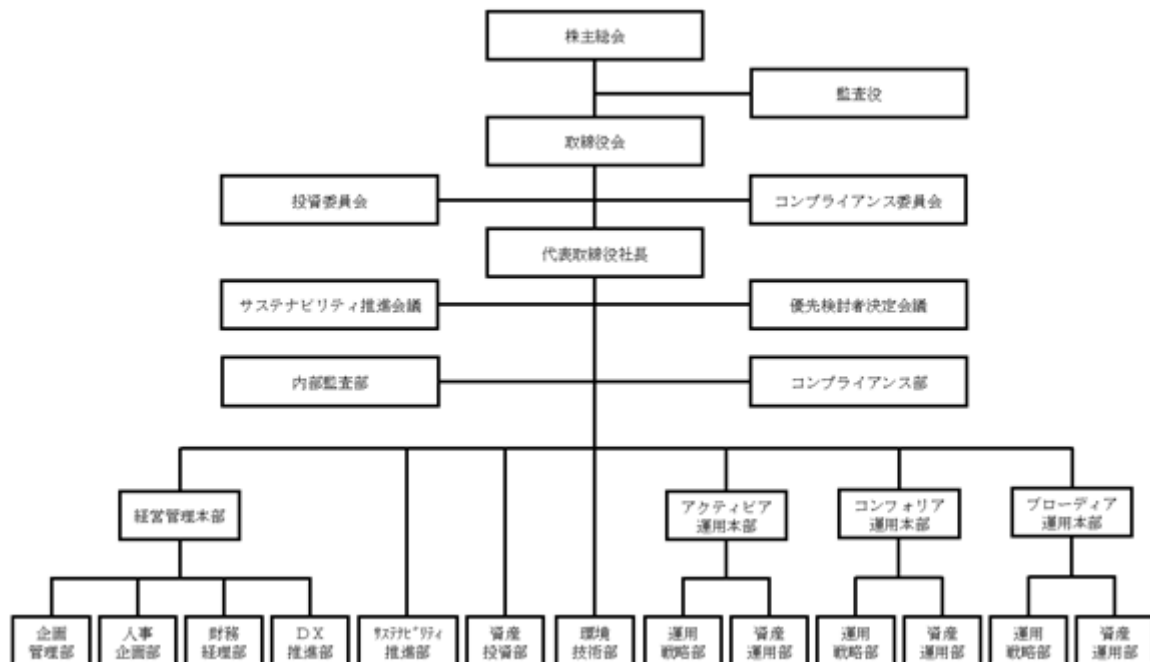 株主総会
監査役
取締役会
投資委員会
コンプライアンス委員会
代表取締役社長
サステナビリティ推進会議
優先検討者決定会議
内部監査部
コンプライアンス部
経営管理本部
アクティビア
運用本部
コンフォリア
運用本部
ブローディア
運用本部
企画
管理部
人事
企画部
財務
経理部
ＤＸ
推進部
ｻｽﾃﾅﾋﾞﾘﾃｨ
推進部
資産
投資部
環境
技術部
運用
戦略部
資産
運用部
運用
戦略部
資産
運用部
運用
戦略部
資産
運用部